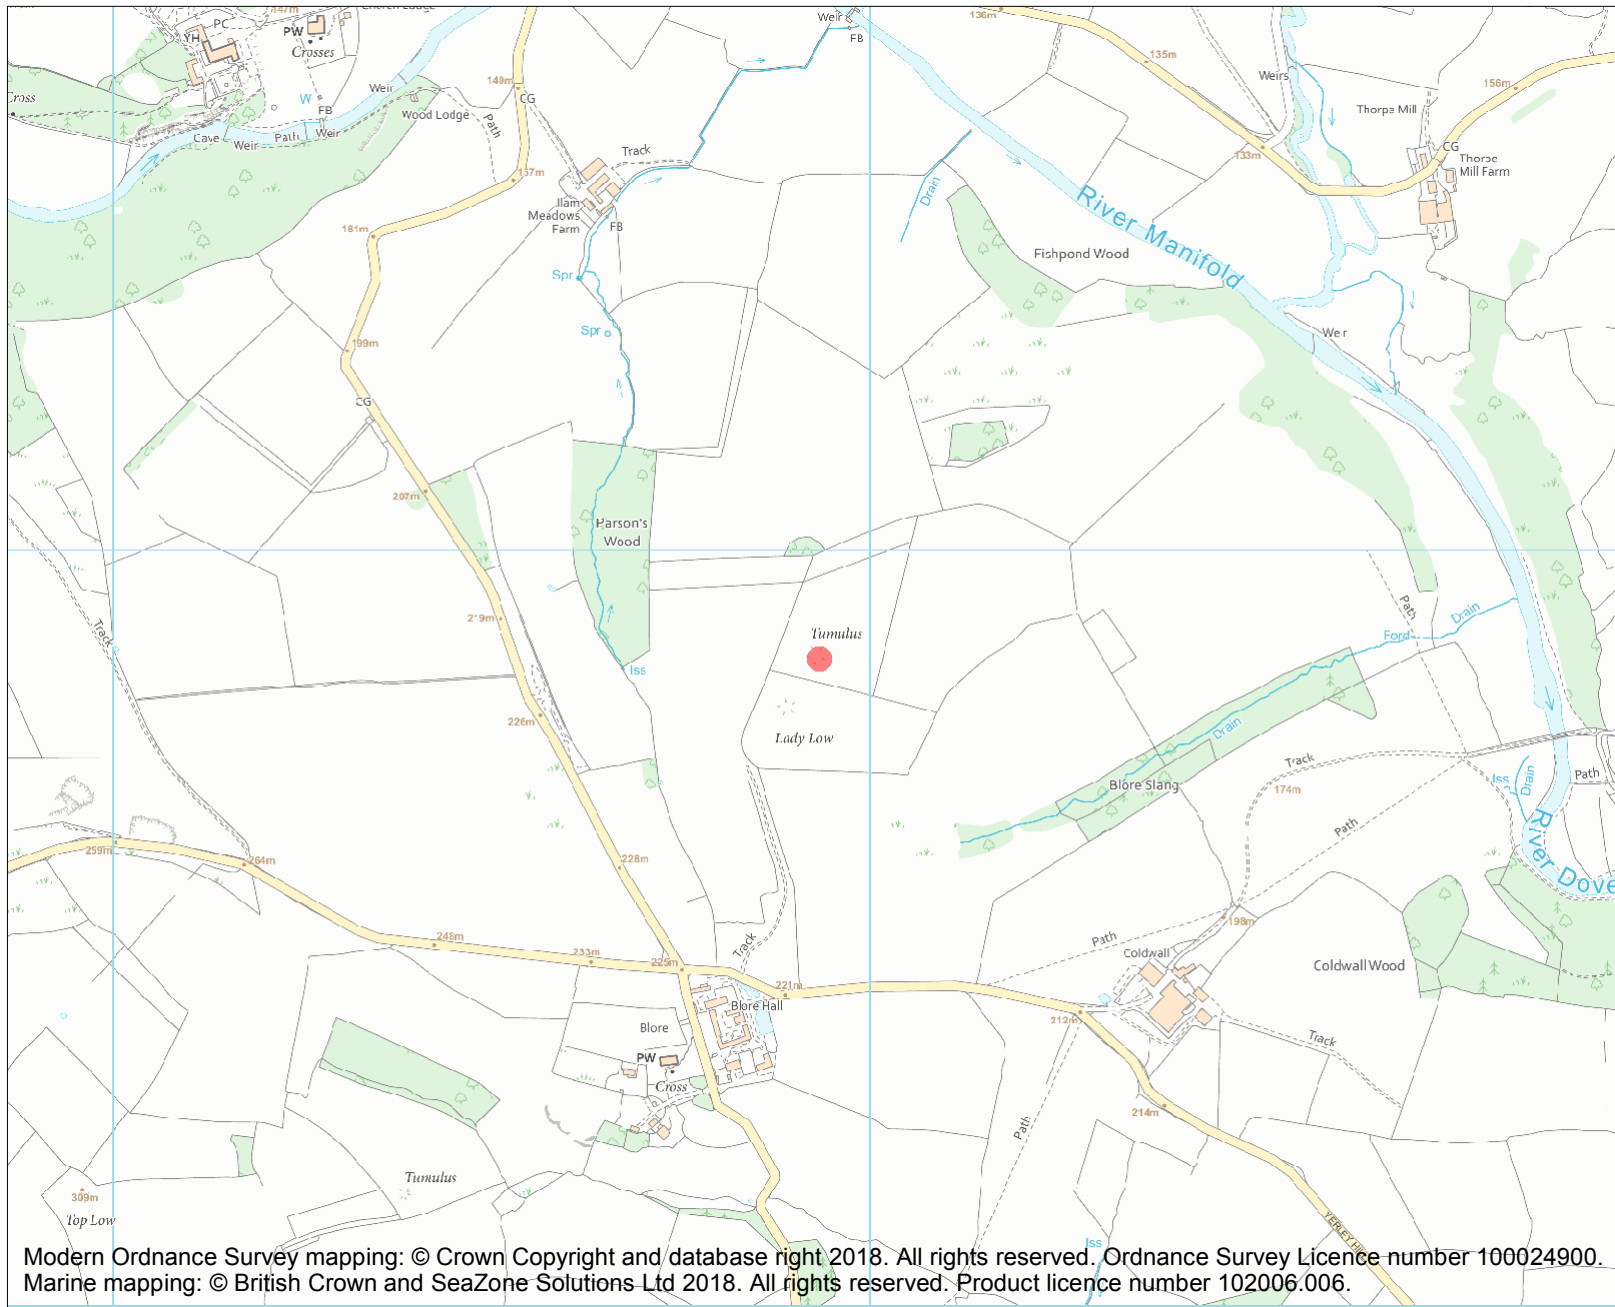 147m
PC
YH
PW
Crosses
Cross
W
FB
Weir
Wood Lodge
Cave
Weir
Path
Weir
Path
149m
CG
Weir
FB
136m
135m
Weirs
156m
Thorpe Mill
CG
Thorpe
Mill Farm
133m
Track
Ilam
Meadows
Farm
FB
181m
Drain
River Manifold
Fishpond Wood
Spr
Spr
199m
CG
Weir
207m
Parson's
Wood
219m
Track
Tumulus
Iss
Path
Ford
Drain
226m
Lady Low
Drain
Blore Slang
Track
174m
Path
Iss
Drain
Path
River Dove
259m
264m
228m
248m
233m
225m
Track
221m
Blore Hall
Blore
PW
Cross
Path
198m
Coldwall
Coldwall Wood
212m
Track
214m
Path
Tumulus
309m
Top Low
Iss
YERLEY HILL
Modern Ordnance Survey mapping: © Crown Copyright and database right 2018. All rights reserved. Ordnance Survey Licence number 100024900.
Marine mapping: © British Crown and SeaZone Solutions Ltd 2018. All rights reserved. Product licence number 102006.006.